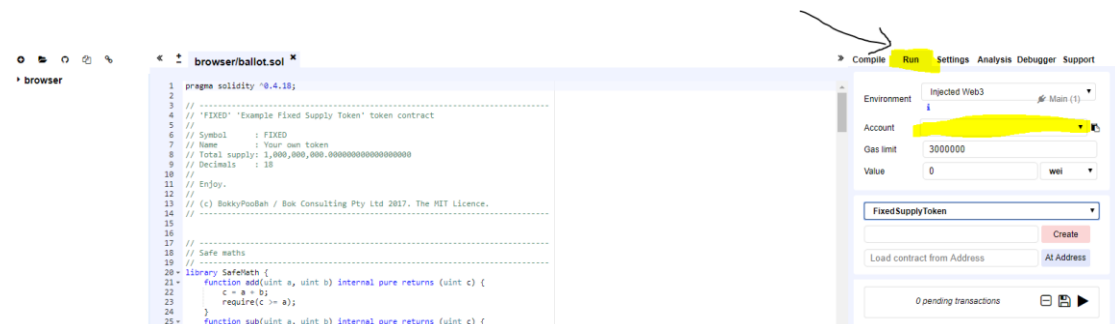 browser/ballot.sol
Compile Run Settings Analysis Debugger Support
browser
1 pragma solidity ^0.4.18;
2
3 // ----------------------------------------------------------------------------
4 // 'FIXED' 'Example Fixed Supply Token' token contract
5 //
6 // Symbol : FIXED
7 // Name : Your own token
8 // Total supply: 1,000,000,000.000000000000000000
9 // Decimals : 18
10 //
11 // Enjoy.
12 //
13 // (c) BokkyPooBah / Bok Consulting Pty Ltd 2017. The MIT Licence.
14 // ----------------------------------------------------------------------------
15
16
17 // ----------------------------------------------------------------------------
18 // Safe maths
19 // ----------------------------------------------------------------------------
20 library SafeMath {
21 function add(uint a, uint b) internal pure returns (uint c) {
22 c = a + b;
23 require(c >= a);
24 }
25 function sub(uint a, uint b) internal pure returns (uint c) {
Environment Injected Web3 Main (1)
Account
Gas limit 3000000
Value 0 wei
FixedSupplyToken
Create
Load contract from Address At Address
0 pending transactions